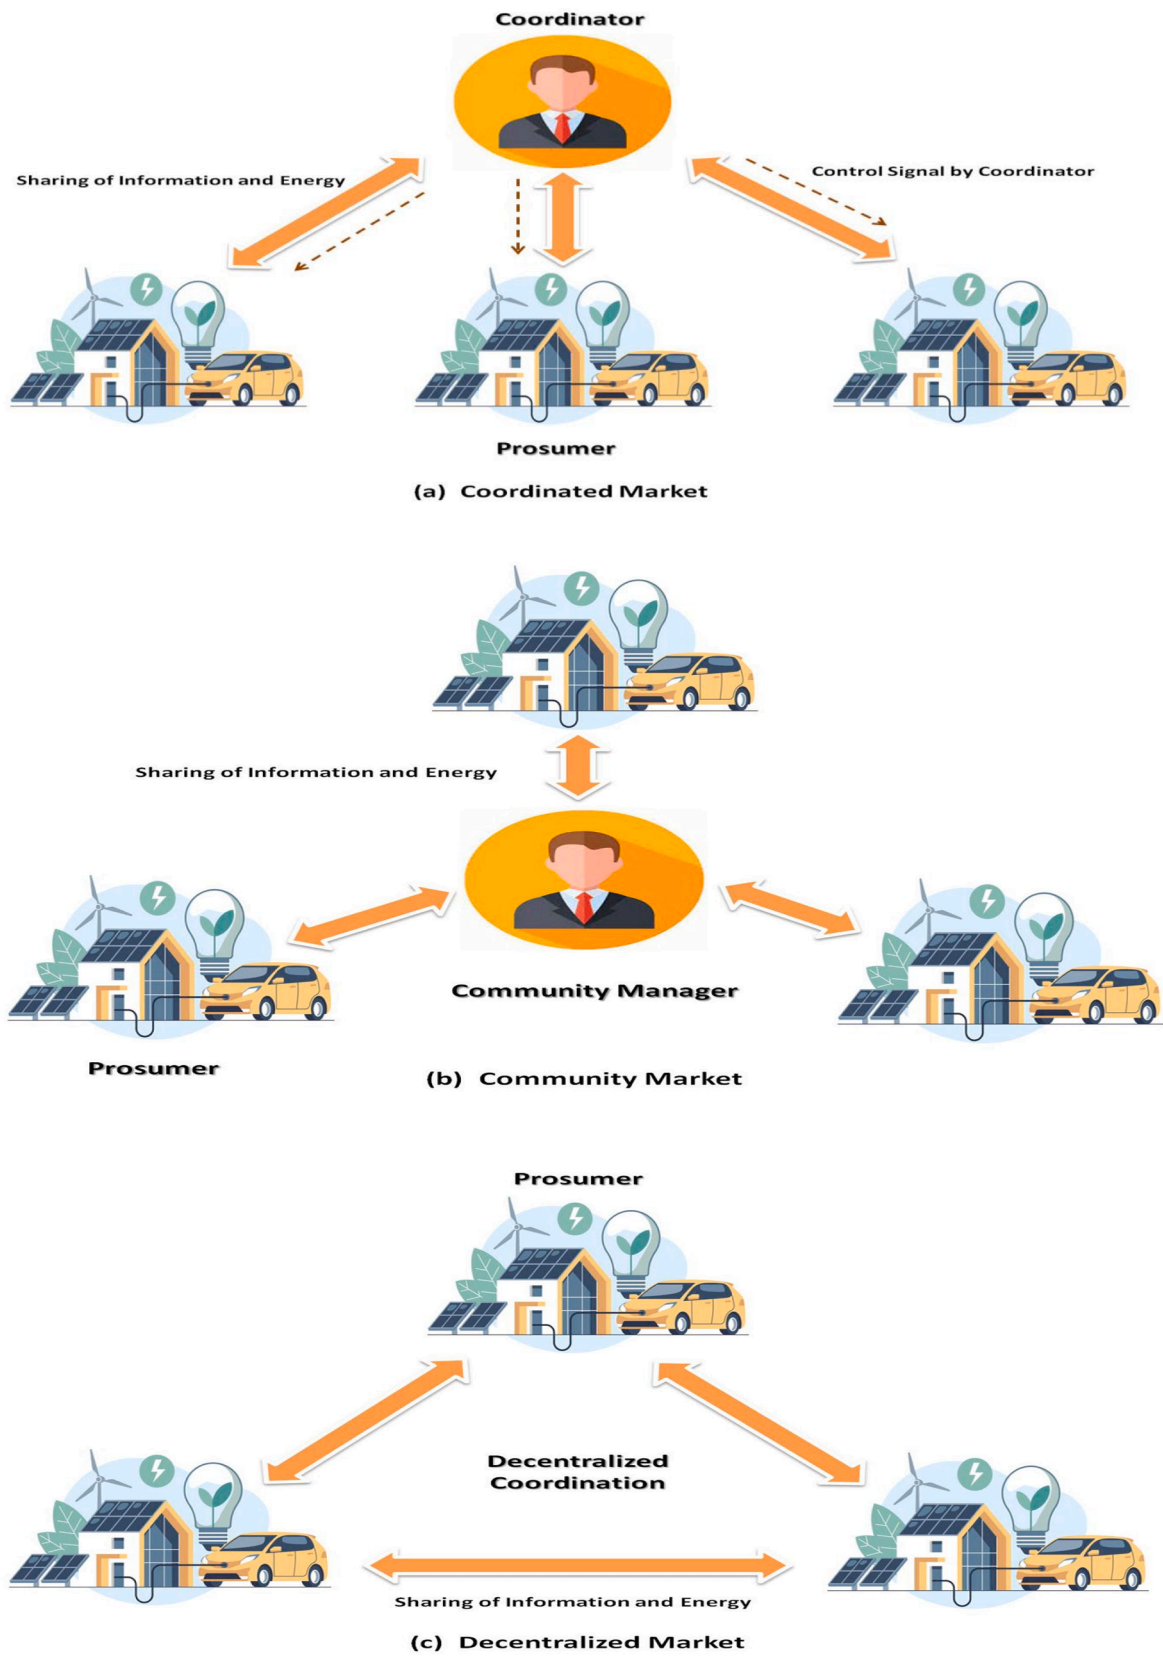 Coordinator
Sharing of Information and Energy
Control Signal by Coordinator
Prosumer
(a) Coordinated Market
Sharing of Information and Energy
Community Manager
Prosumer
(b) Community Market
Prosumer
Decentralized
Coordination
Sharing of Information and Energy
(c) Decentralized Market